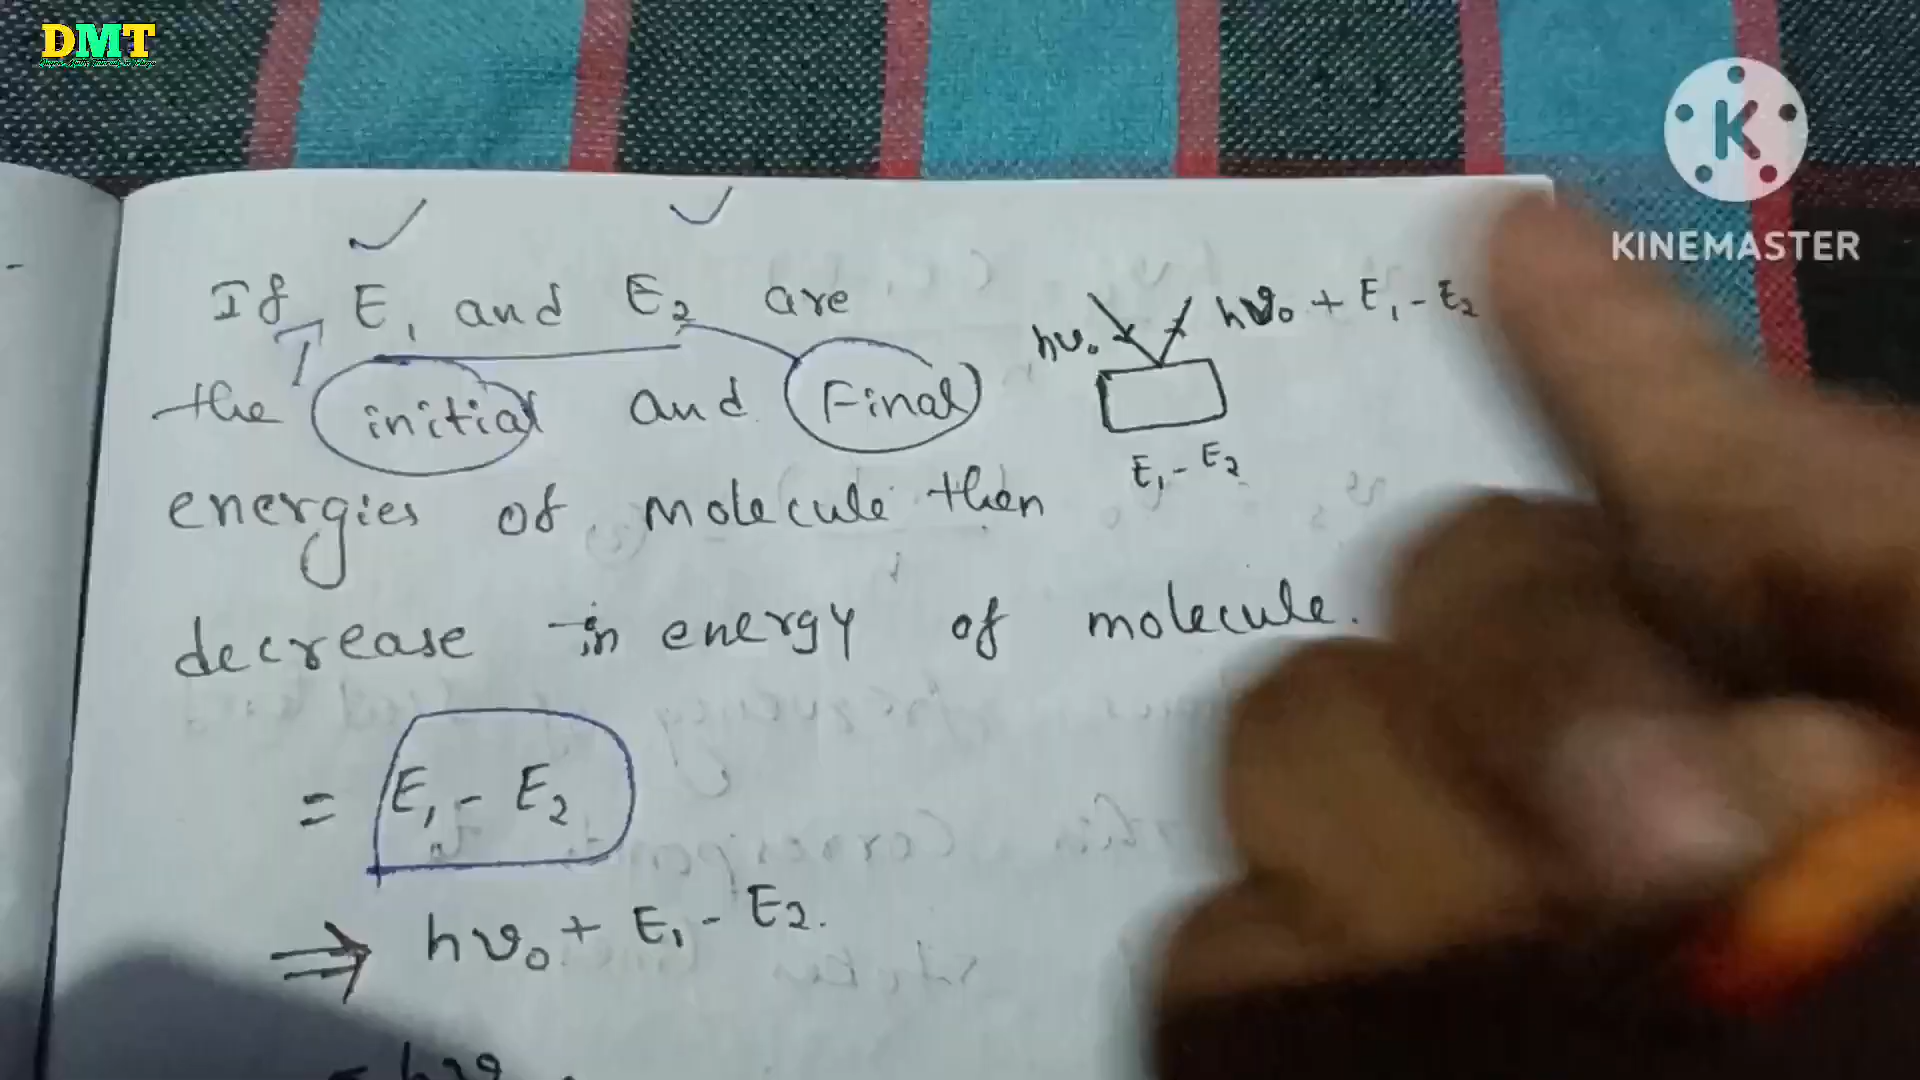 DMT
KINEMASTER
If E₁ and E₂ are
the initial and Final
energies of molecule then
decrease in energy of molecule.
= E₁ - E₂
⇒ hν₀ + E₁ - E₂.
hν₀
hν₀ + E₁ - E₂
E₁ - E₂